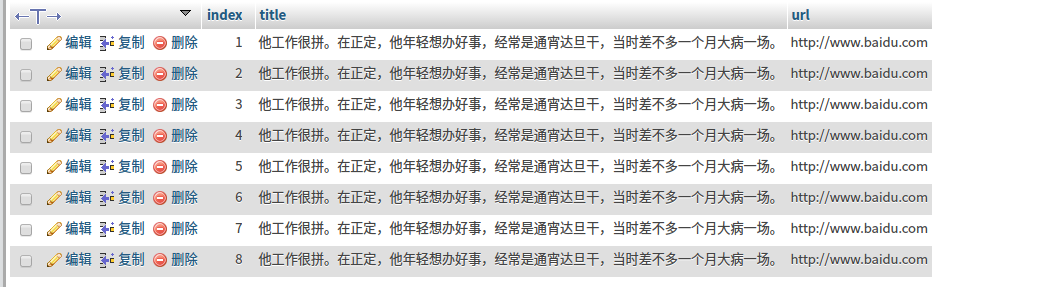 index title url
编辑 复制 删除 1 他工作很拼。在正定，他年轻想办好事，经常是通宵达旦干，当时差不多一个月大病一场。 http://www.baidu.com
编辑 复制 删除 2 他工作很拼。在正定，他年轻想办好事，经常是通宵达旦干，当时差不多一个月大病一场。 http://www.baidu.com
编辑 复制 删除 3 他工作很拼。在正定，他年轻想办好事，经常是通宵达旦干，当时差不多一个月大病一场。 http://www.baidu.com
编辑 复制 删除 4 他工作很拼。在正定，他年轻想办好事，经常是通宵达旦干，当时差不多一个月大病一场。 http://www.baidu.com
编辑 复制 删除 5 他工作很拼。在正定，他年轻想办好事，经常是通宵达旦干，当时差不多一个月大病一场。 http://www.baidu.com
编辑 复制 删除 6 他工作很拼。在正定，他年轻想办好事，经常是通宵达旦干，当时差不多一个月大病一场。 http://www.baidu.com
编辑 复制 删除 7 他工作很拼。在正定，他年轻想办好事，经常是通宵达旦干，当时差不多一个月大病一场。 http://www.baidu.com
编辑 复制 删除 8 他工作很拼。在正定，他年轻想办好事，经常是通宵达旦干，当时差不多一个月大病一场。 http://www.baidu.com